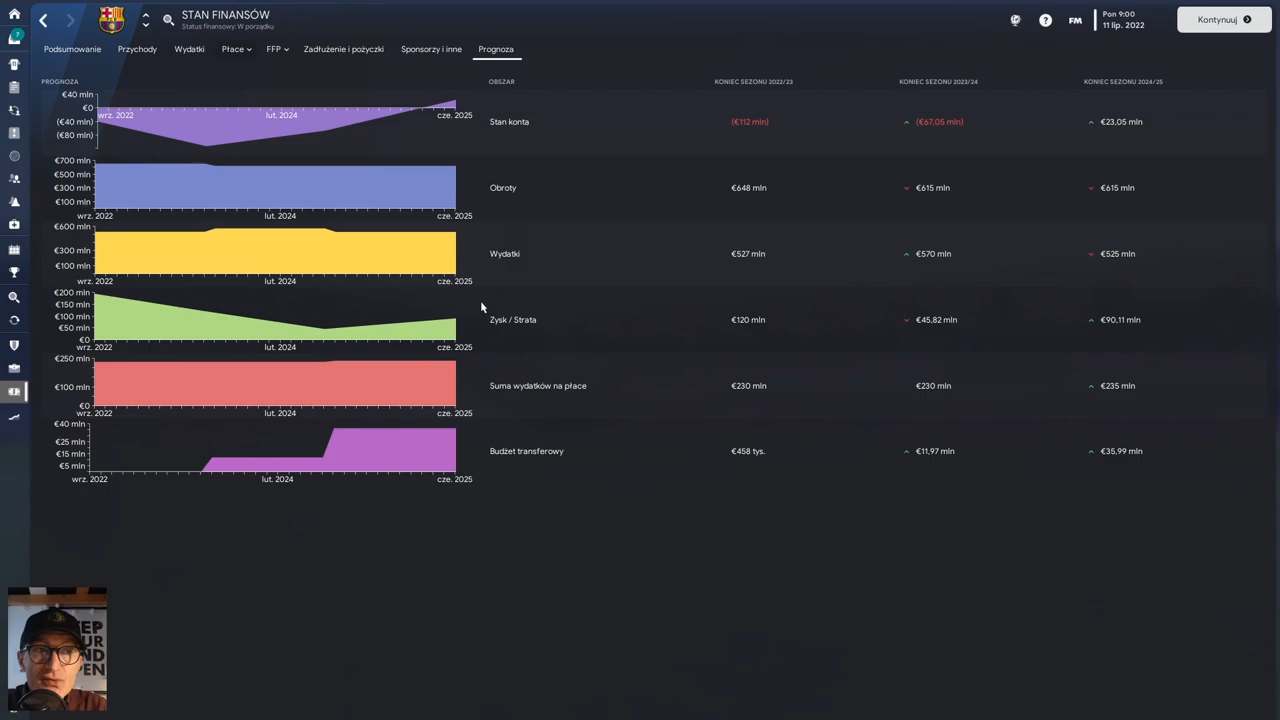 STAN FINANSÓW
Status finansowy: W porządku
7
FM
Pon 9:00
11 lip. 2022
Kontynuuj
Podsumowanie
Przychody
Wydatki
Płace
FFP
Zadłużenie i pożyczki
Sponsorzy i inne
Prognoza
PROGNOZA
OBSZAR
KONIEC SEZONU 2022/23
KONIEC SEZONU 2023/24
KONIEC SEZONU 2024/25
€40 mln
€0
(€40 mln)
(€80 mln)
wrz. 2022
lut. 2024
cze. 2025
Stan konta
(€112 mln)
(€67,05 mln)
€23,05 mln
€700 mln
€500 mln
€300 mln
€100 mln
wrz. 2022
lut. 2024
cze. 2025
Obroty
€648 mln
€615 mln
€615 mln
€600 mln
€300 mln
€100 mln
wrz. 2022
lut. 2024
cze. 2025
Wydatki
€527 mln
€570 mln
€525 mln
€200 mln
€150 mln
€100 mln
€50 mln
€0
wrz. 2022
lut. 2024
cze. 2025
Zysk / Strata
€120 mln
€45,82 mln
€90,11 mln
€250 mln
€100 mln
€0
wrz. 2022
lut. 2024
cze. 2025
Suma wydatków na płace
€230 mln
€230 mln
€235 mln
€40 mln
€25 mln
€15 mln
€5 mln
wrz. 2022
lut. 2024
cze. 2025
Budżet transferowy
€458 tys.
€11,97 mln
€35,99 mln